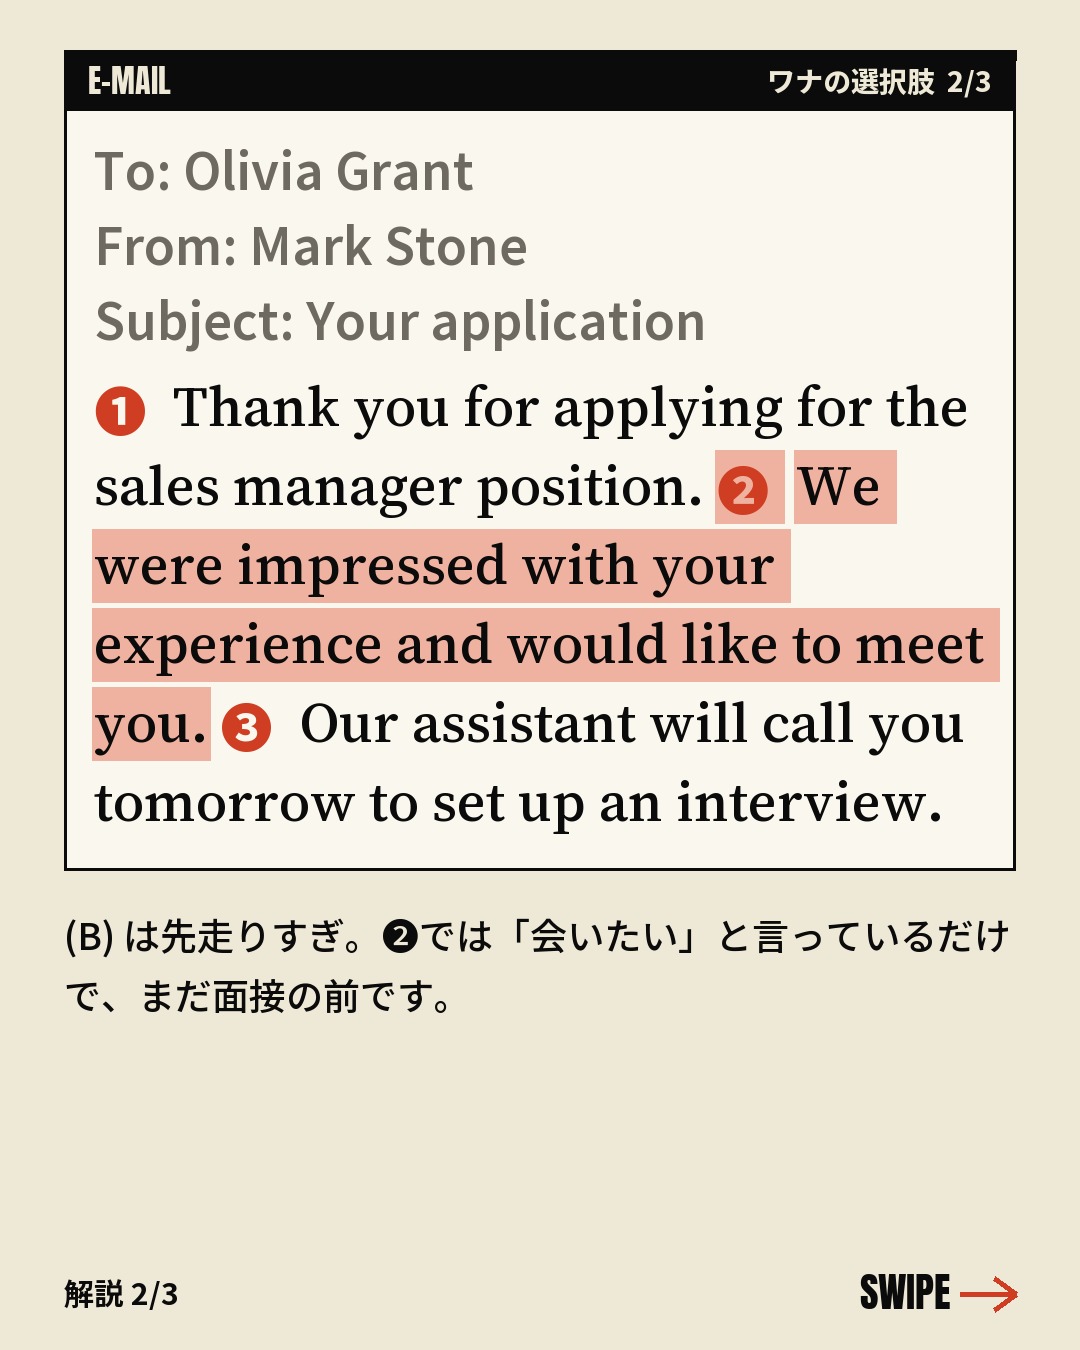 E-MAIL
ワナの選択肢 2/3
To: Olivia Grant
From: Mark Stone
Subject: Your application
❶ Thank you for applying for the
sales manager position. ❷ We
were impressed with your
experience and would like to meet
you. ❸ Our assistant will call you
tomorrow to set up an interview.
(B) は先走りすぎ。❷では「会いたい」と言っているだけ
で、まだ面接の前です。
解説 2/3
SWIPE